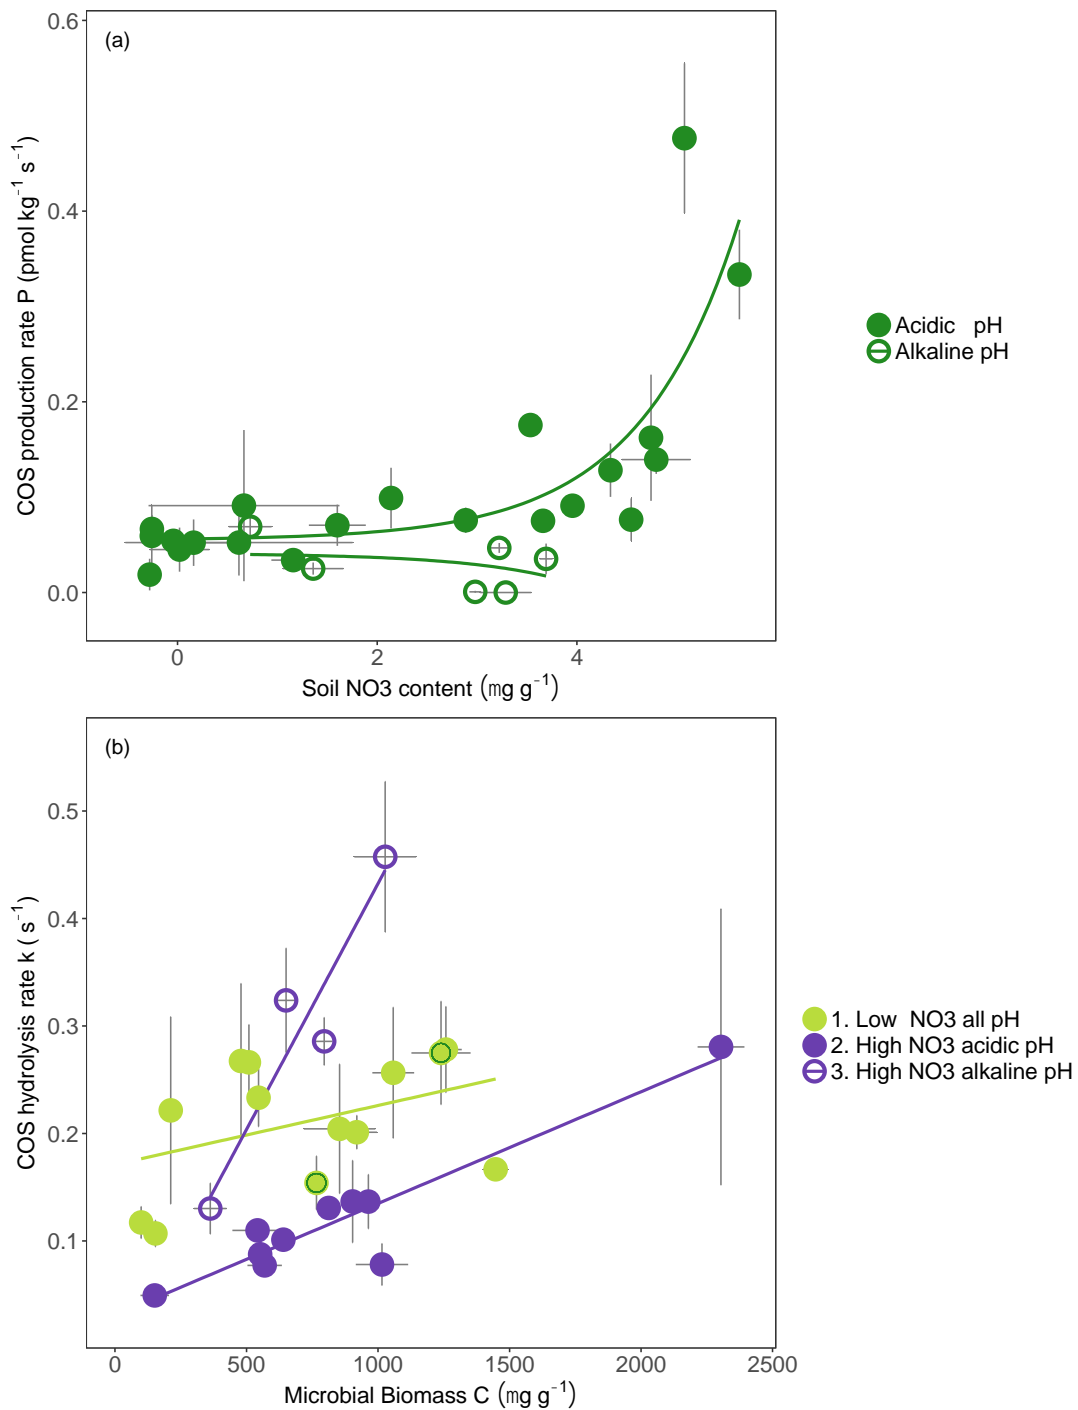 (a)
0.6
0.4
0.2
0.0
COS production rate P (pmol kg⁻¹ s⁻¹)
0 2 4
Soil NO3 content (mg g⁻¹)
Acidic pH
Alkaline pH
(b)
0.5
0.4
0.3
0.2
0.1
COS hydrolysis rate k ( s⁻¹)
0 500 1000 1500 2000 2500
Microbial Biomass C (mg g⁻¹)
1. Low NO3 all pH
2. High NO3 acidic pH
3. High NO3 alkaline pH